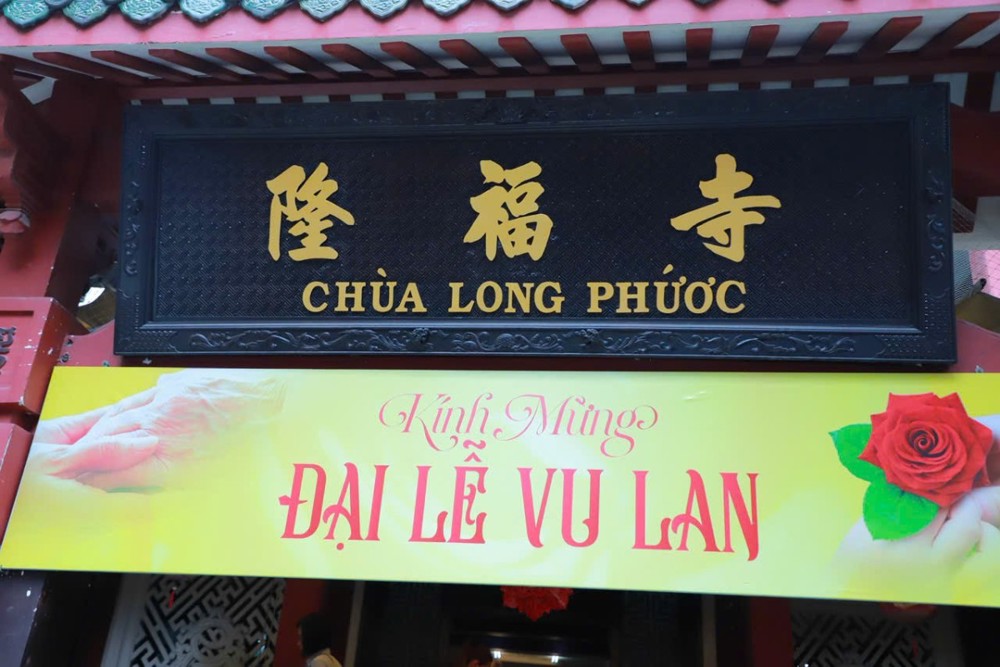 隆福寺
CHÙA LONG PHƯỚC
Kính Mừng
ĐẠI LỄ VU LAN